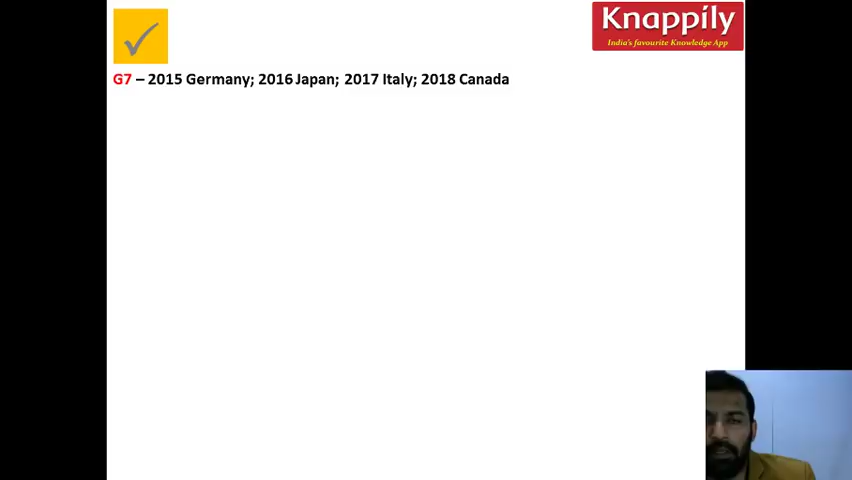 Knappily
India's favourite Knowledge App
G7 – 2015 Germany; 2016 Japan; 2017 Italy; 2018 Canada